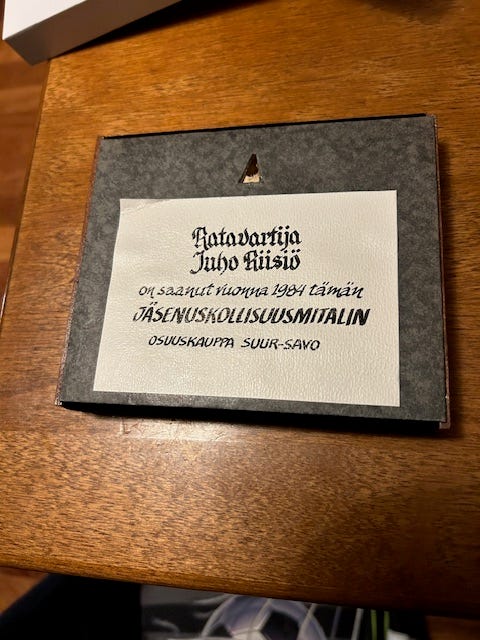 Ratavartija
Juho Riisiö
on saanut vuonna 1984 tämän
JÄSENUSKOLLISUUSMITALIN
OSUUSKAUPPA SUUR-SAVO